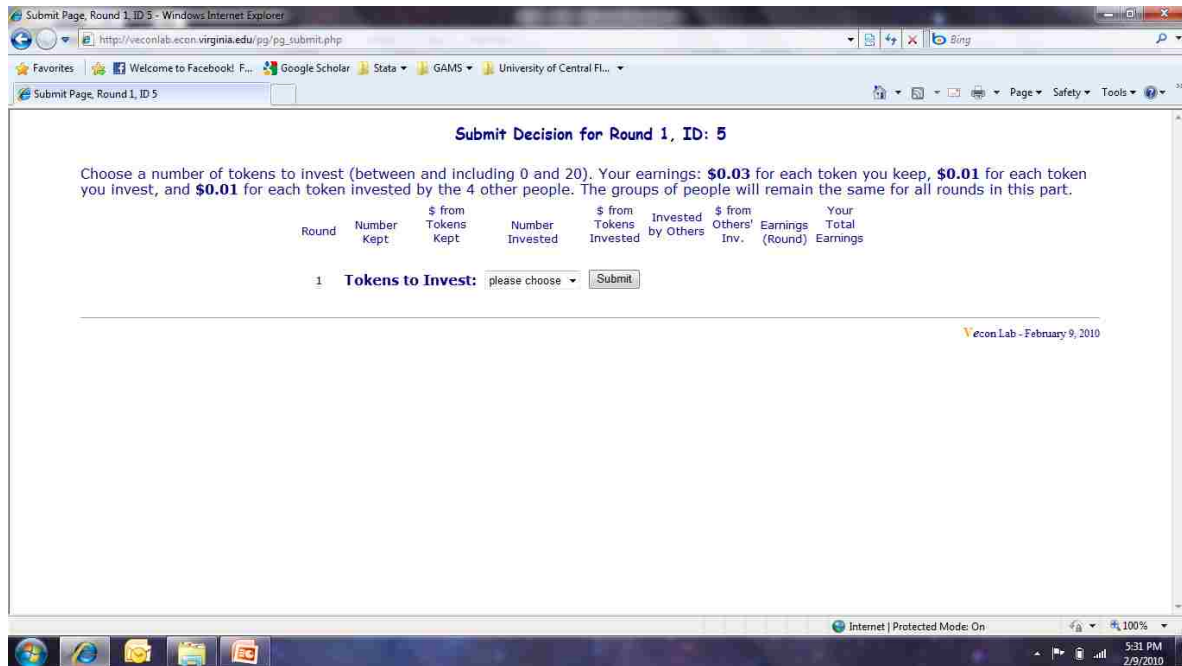 Submit Page, Round 1, ID 5 - Windows Internet Explorer
http://veconlab.econ.virginia.edu/pg/pg_submit.php
Bing
Favorites Welcome to Facebook! F... Google Scholar Stata GAMS University of Central Fl...
Submit Page, Round 1, ID 5
Page Safety Tools
Submit Decision for Round 1, ID: 5
Choose a number of tokens to invest (between and including 0 and 20). Your earnings: $0.03 for each token you keep, $0.01 for each token
you invest, and $0.01 for each token invested by the 4 other people. The groups of people will remain the same for all rounds in this part.
Round Number Kept $ from Tokens Kept Number Invested $ from Tokens Invested Invested by Others $ from Others' Inv. Earnings (Round) Your Total Earnings
1 Tokens to Invest: please choose Submit
Vecon Lab - February 9, 2010
Internet | Protected Mode: On 100%
5:31 PM
2/9/2010